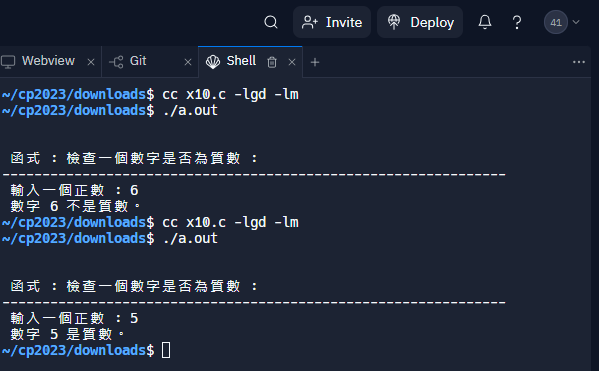 Invite Deploy 41
Webview Git Shell
~/cp2023/downloads$ cc x10.c -lgd -lm
~/cp2023/downloads$ ./a.out
函式 : 檢查一個數字是否為質數 :
---------------------------------------------------------------
輸入一個正數 : 6
數字 6 不是質數。
~/cp2023/downloads$ cc x10.c -lgd -lm
~/cp2023/downloads$ ./a.out
函式 : 檢查一個數字是否為質數 :
---------------------------------------------------------------
輸入一個正數 : 5
數字 5 是質數。
~/cp2023/downloads$